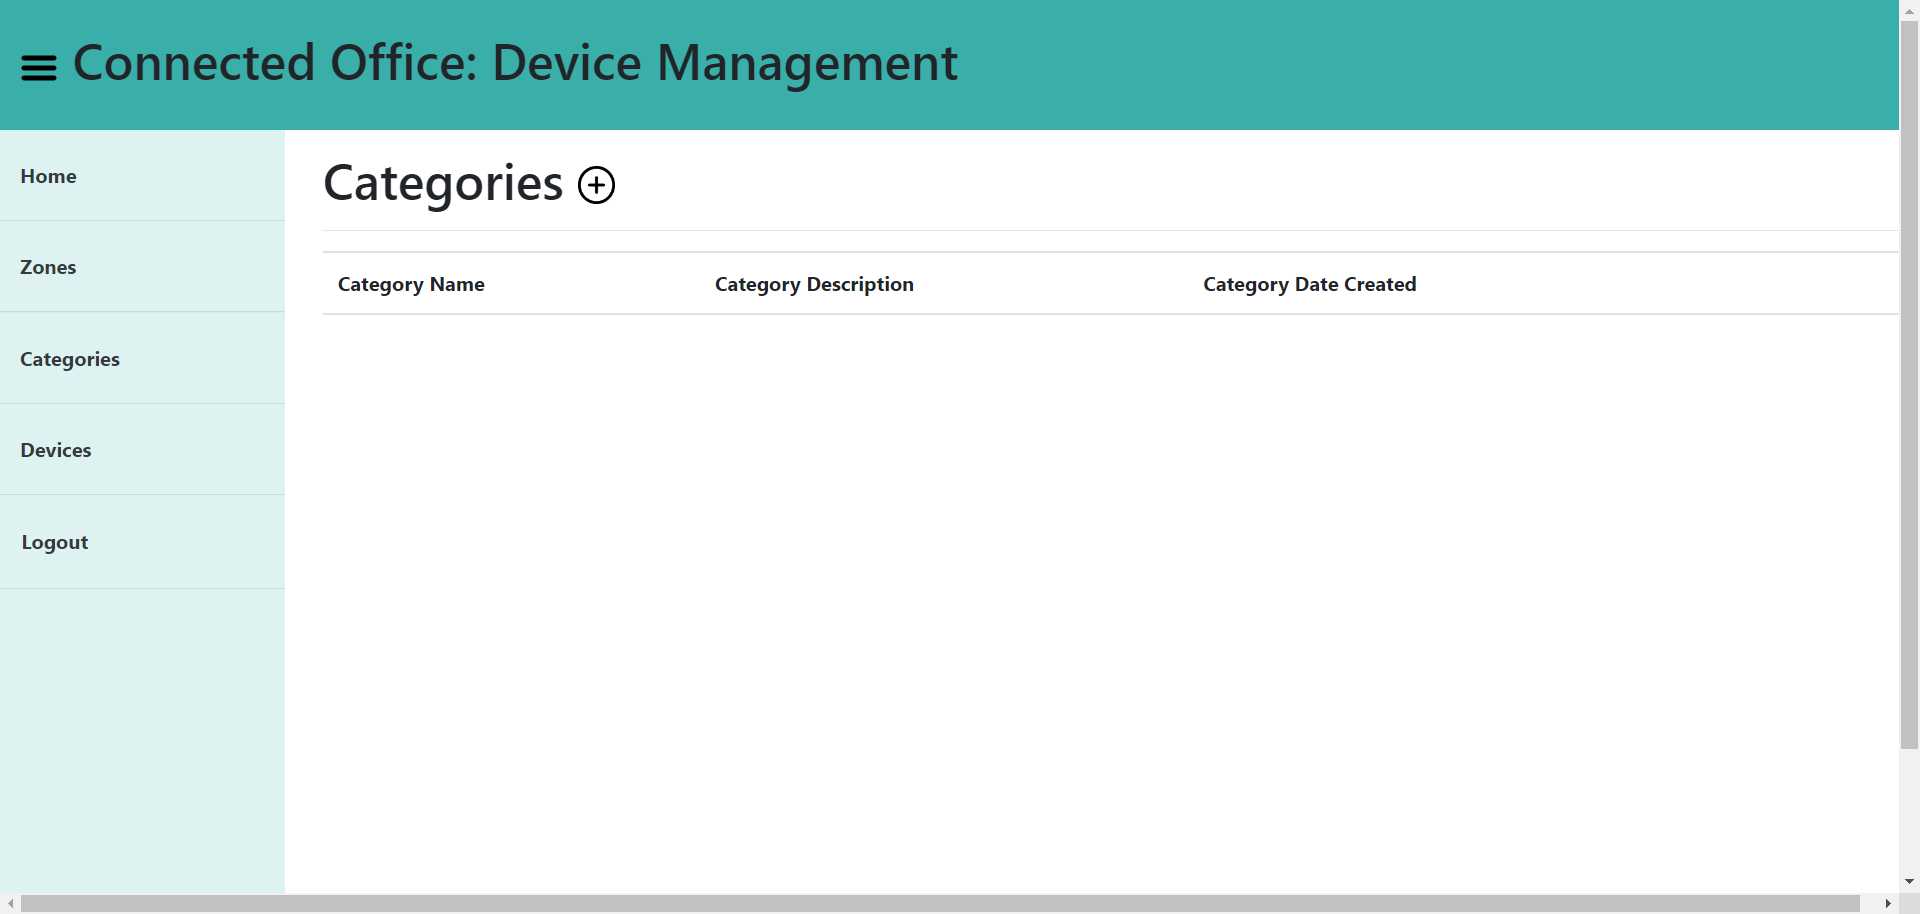 Connected Office: Device Management
Home
Zones
Categories
Devices
Logout
Categories
Category Name Category Description Category Date Created